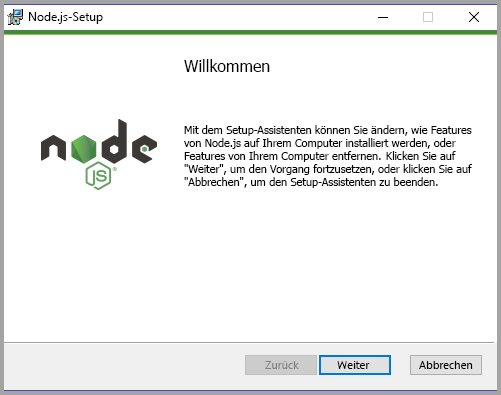 Node.js-Setup
Willkommen
node
JS®
Mit dem Setup-Assistenten können Sie ändern, wie Features
von Node.js auf Ihrem Computer installiert werden, oder
Features von Ihrem Computer entfernen. Klicken Sie auf
"Weiter", um den Vorgang fortzusetzen, oder klicken Sie auf
"Abbrechen", um den Setup-Assistenten zu beenden.
Zurück
Weiter
Abbrechen